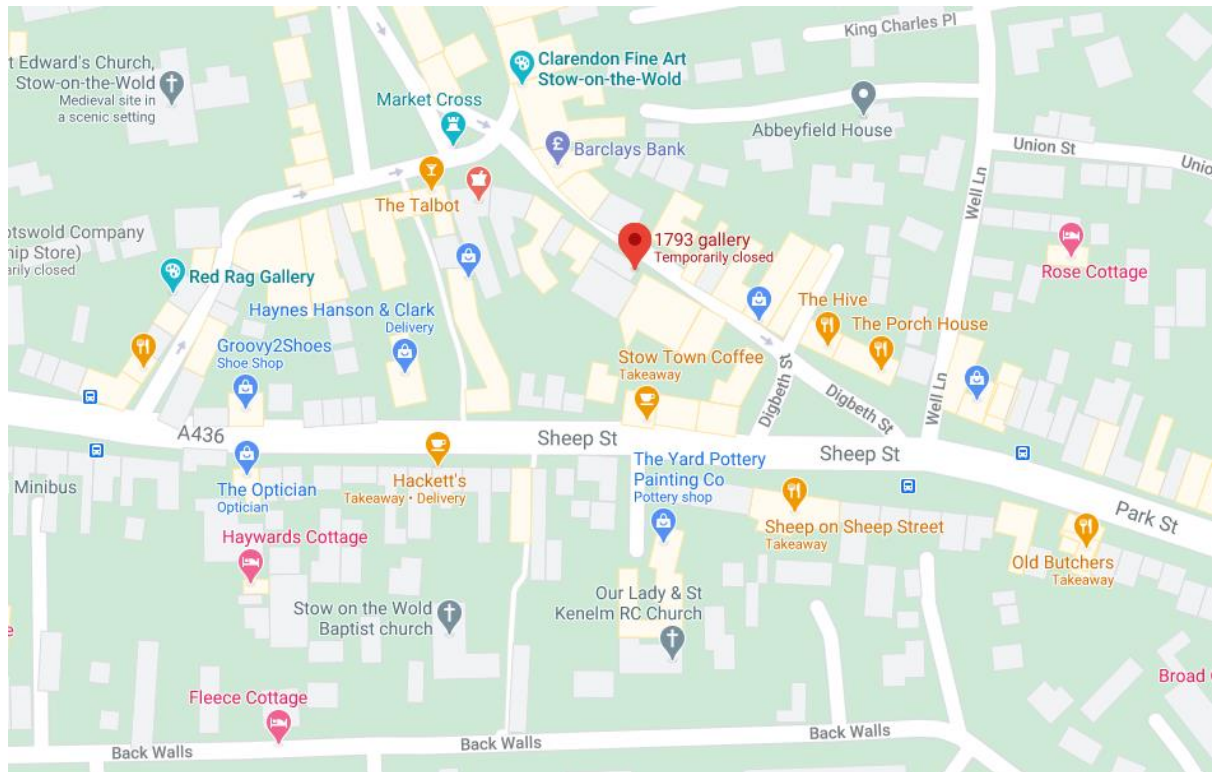 King Charles Pl
t Edward's Church,
Stow-on-the-Wold
Medieval site in
a scenic setting
Clarendon Fine Art
Stow-on-the-Wold
Market Cross
£
Barclays Bank
Abbeyfield House
Union St
Union
Well Ln
The Talbot
otswold Company
hip Store)
arily closed
Red Rag Gallery
1793 gallery
Temporarily closed
Rose Cottage
Haynes Hanson & Clark
Delivery
The Hive
The Porch House
Groovy2Shoes
Shoe Shop
Stow Town Coffee
Takeaway
Digbeth St
Digbeth St
Well Ln
A436
Sheep St
Sheep St
Park St
Minibus
The Optician
Optician
Hackett's
Takeaway • Delivery
The Yard Pottery
Painting Co
Pottery shop
Sheep on Sheep Street
Takeaway
Old Butchers
Takeaway
Haywards Cottage
Stow on the Wold
Baptist church
Our Lady & St
Kenelm RC Church
Fleece Cottage
Broad
Back Walls
Back Walls
Back Walls